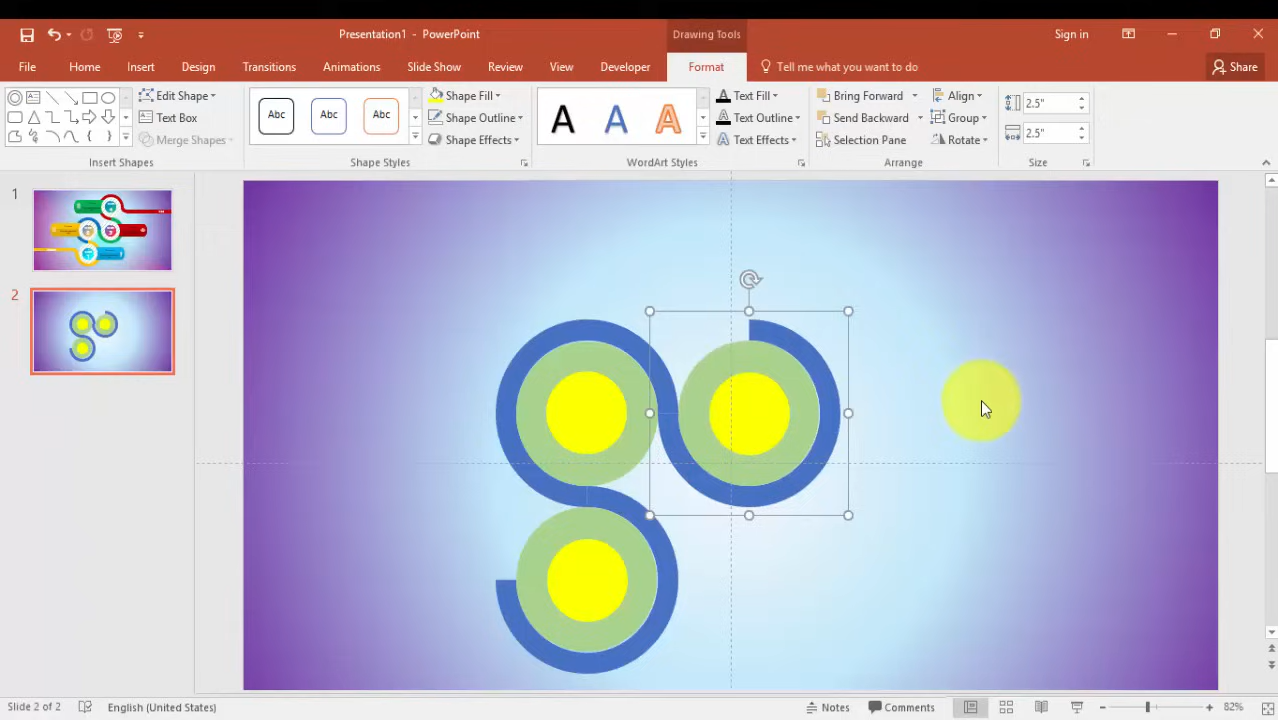 Presentation1 - PowerPoint
Drawing Tools
Sign in
File Home Insert Design Transitions Animations Slide Show Review View Developer Format Tell me what you want to do Share
Edit Shape
Text Box
Merge Shapes
Insert Shapes
Abc Abc Abc
Shape Fill
Shape Outline
Shape Effects
Shape Styles
A A A
Text Fill
Text Outline
Text Effects
WordArt Styles
Bring Forward
Send Backward
Selection Pane
Align
Group
Rotate
Arrange
2.5"
2.5"
Size
1
2
Slide 2 of 2 English (United States) Notes Comments 82%